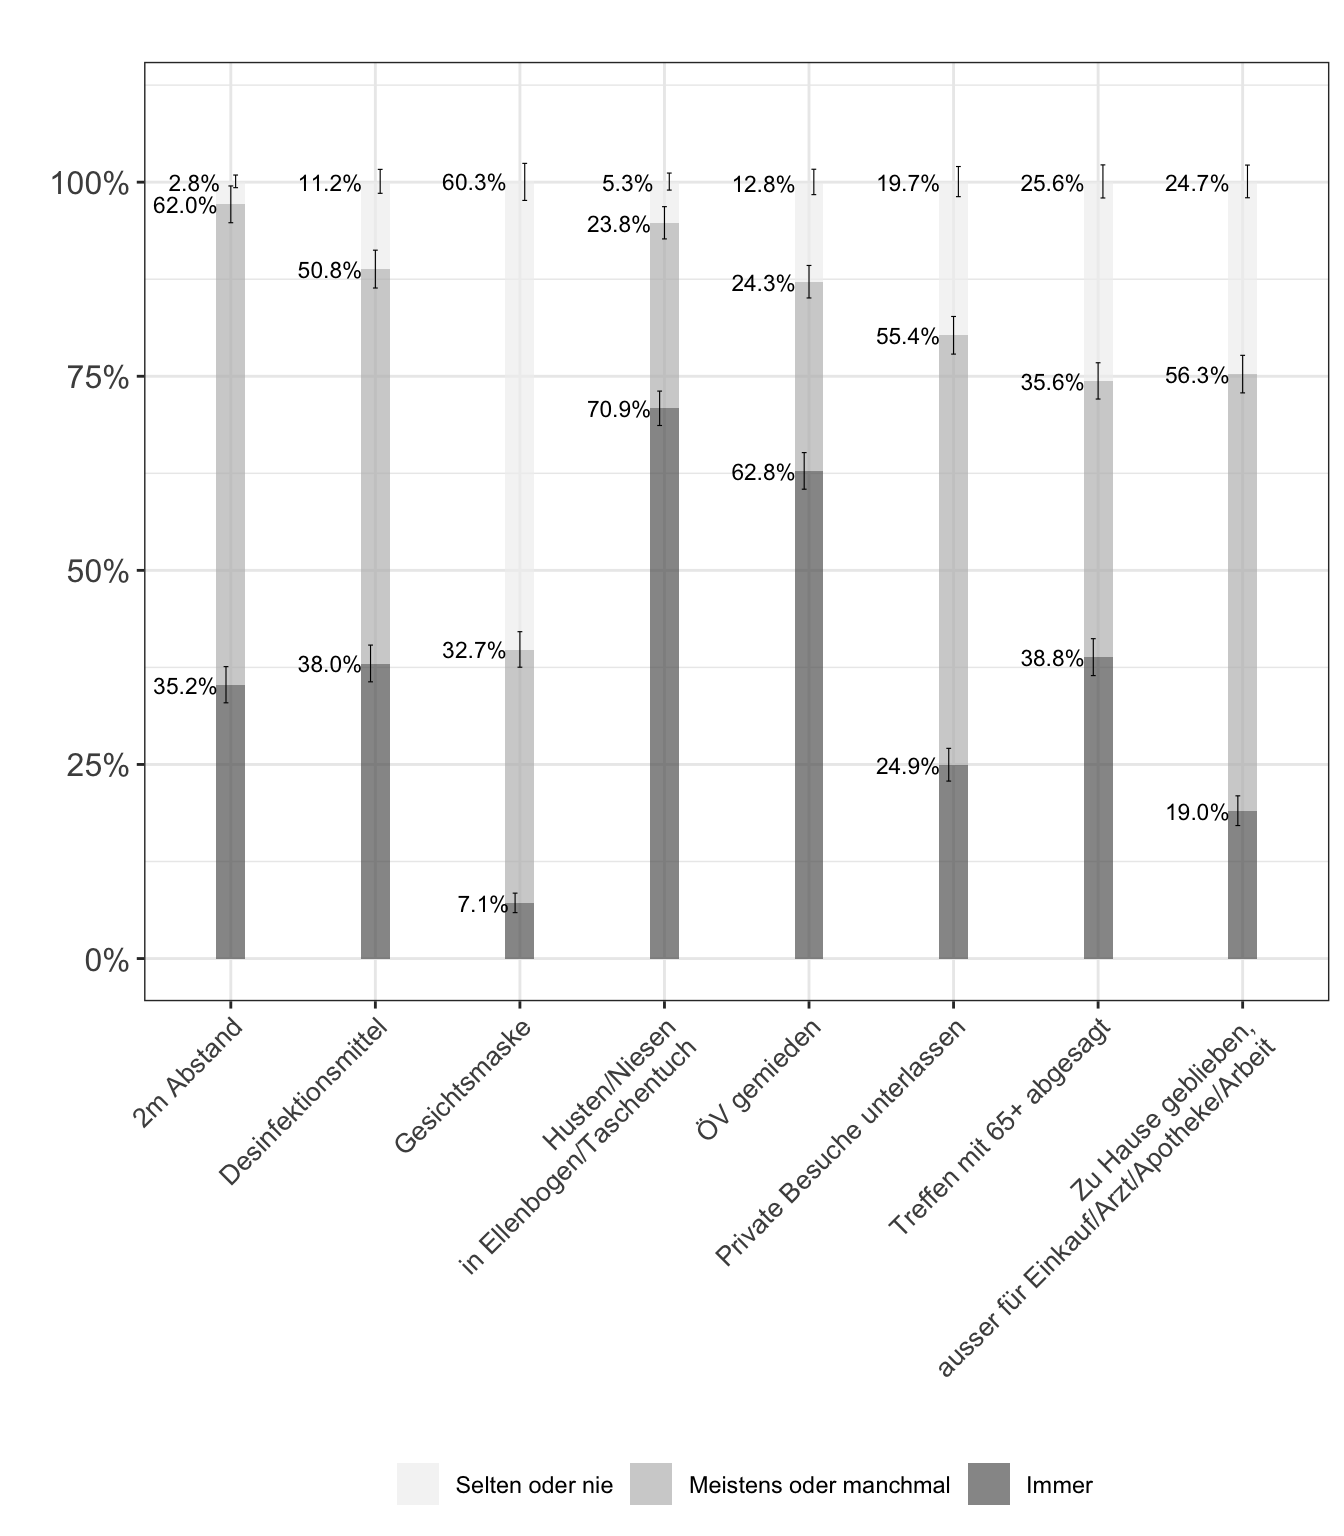 100%
75%
50%
25%
0%
2.8%
62.0%
35.2%
11.2%
50.8%
38.0%
60.3%
32.7%
7.1%
5.3%
23.8%
70.9%
12.8%
24.3%
62.8%
19.7%
55.4%
24.9%
25.6%
35.6%
38.8%
24.7%
56.3%
19.0%
2m Abstand
Desinfektionsmittel
Gesichtsmaske
Husten/Niesen
in Ellenbogen/Taschentuch
ÖV gemieden
Private Besuche unterlassen
Treffen mit 65+ abgesagt
Zu Hause geblieben,
ausser für Einkauf/Arzt/Apotheke/Arbeit
Selten oder nie
Meistens oder manchmal
Immer